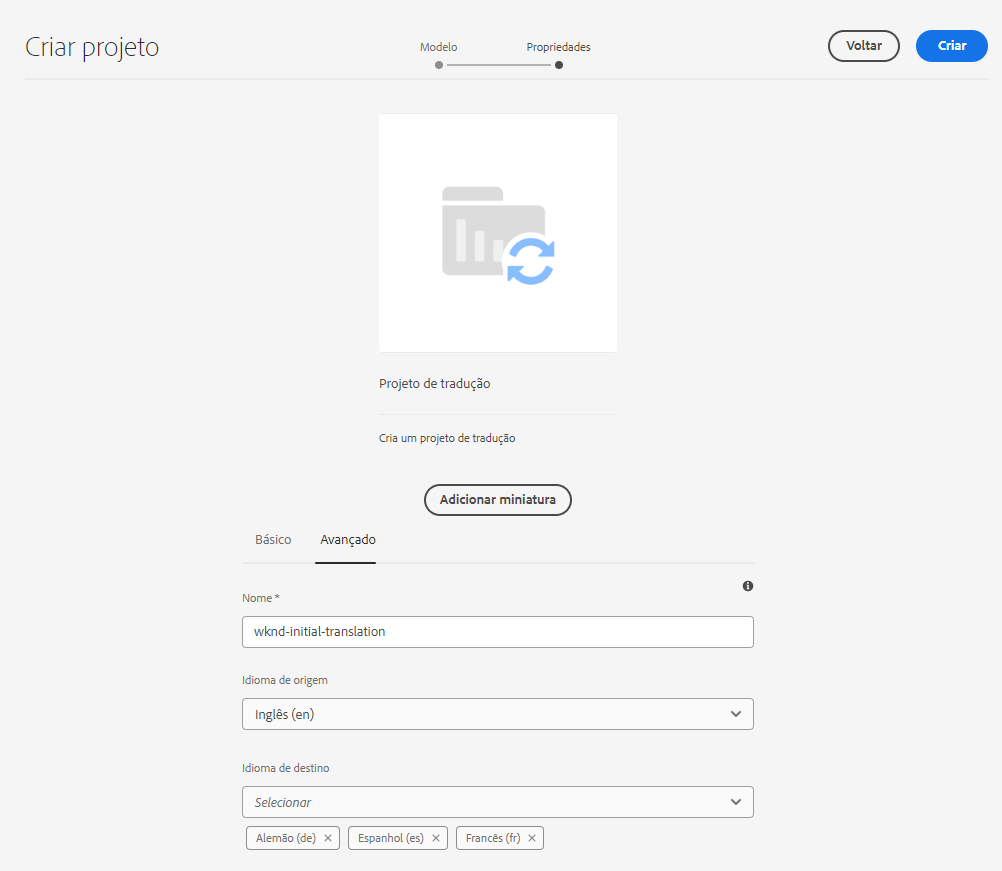 Criar projeto
Modelo
Propriedades
Voltar
Criar
Projeto de tradução
Cria um projeto de tradução
Adicionar miniatura
Básico
Avançado
Nome *
wknd-initial-translation
Idioma de origem
Inglês (en)
Idioma de destino
Selecionar
Alemão (de)
Espanhol (es)
Francês (fr)